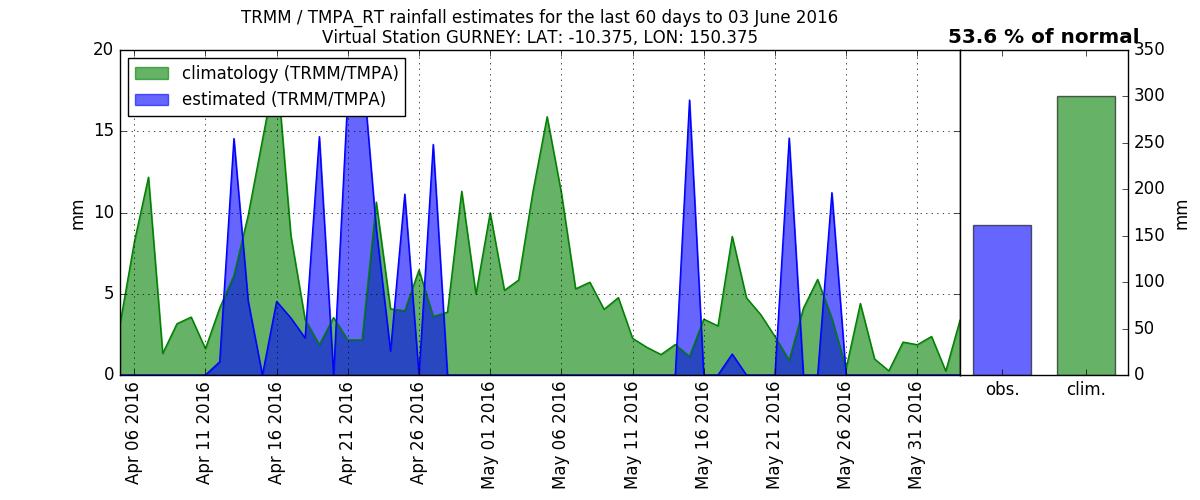 TRMM / TMPA_RT rainfall estimates for the last 60 days to 03 June 2016
Virtual Station GURNEY: LAT: -10.375, LON: 150.375
53.6 % of normal
climatology (TRMM/TMPA)
estimated (TRMM/TMPA)
20
15
10
5
0
mm
350
300
250
200
150
100
50
0
mm
obs.
clim.
Apr 06 2016
Apr 11 2016
Apr 16 2016
Apr 21 2016
Apr 26 2016
May 01 2016
May 06 2016
May 11 2016
May 16 2016
May 21 2016
May 26 2016
May 31 2016